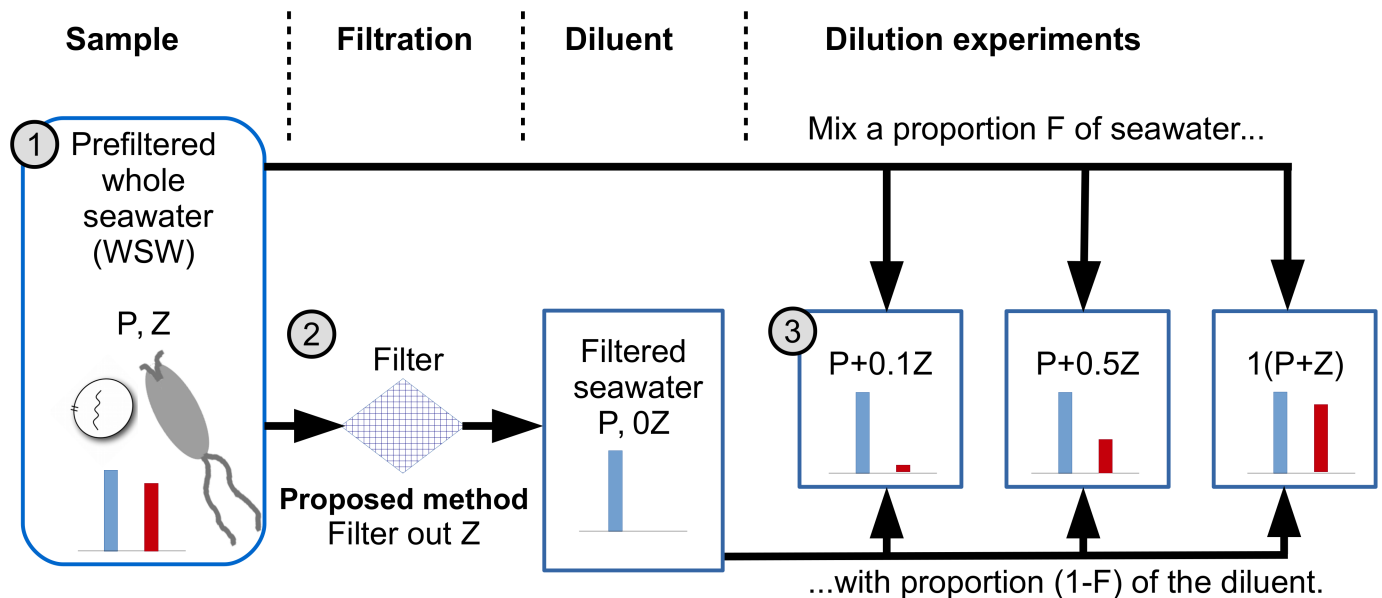 Sample
Filtration
Diluent
Dilution experiments
1
Prefiltered
whole
seawater
(WSW)
P, Z
2
Filter
Proposed method
Filter out Z
Filtered
seawater
P, 0Z
Mix a proportion F of seawater...
3
P+0.1Z
P+0.5Z
1(P+Z)
...with proportion (1-F) of the diluent.